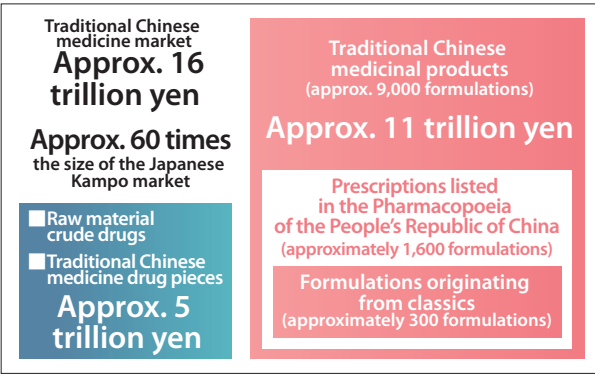 Traditional Chinese
medicine market
Approx. 16
trillion yen
Approx. 60 times
the size of the Japanese
Kampo market
Raw material
crude drugs
Traditional Chinese
medicine drug pieces
Approx. 5
trillion yen
Traditional Chinese
medicinal products
(approx. 9,000 formulations)
Approx. 11 trillion yen
Prescriptions listed
in the Pharmacopoeia
of the People's Republic of China
(approximately 1,600 formulations)
Formulations originating
from classics
(approximately 300 formulations)